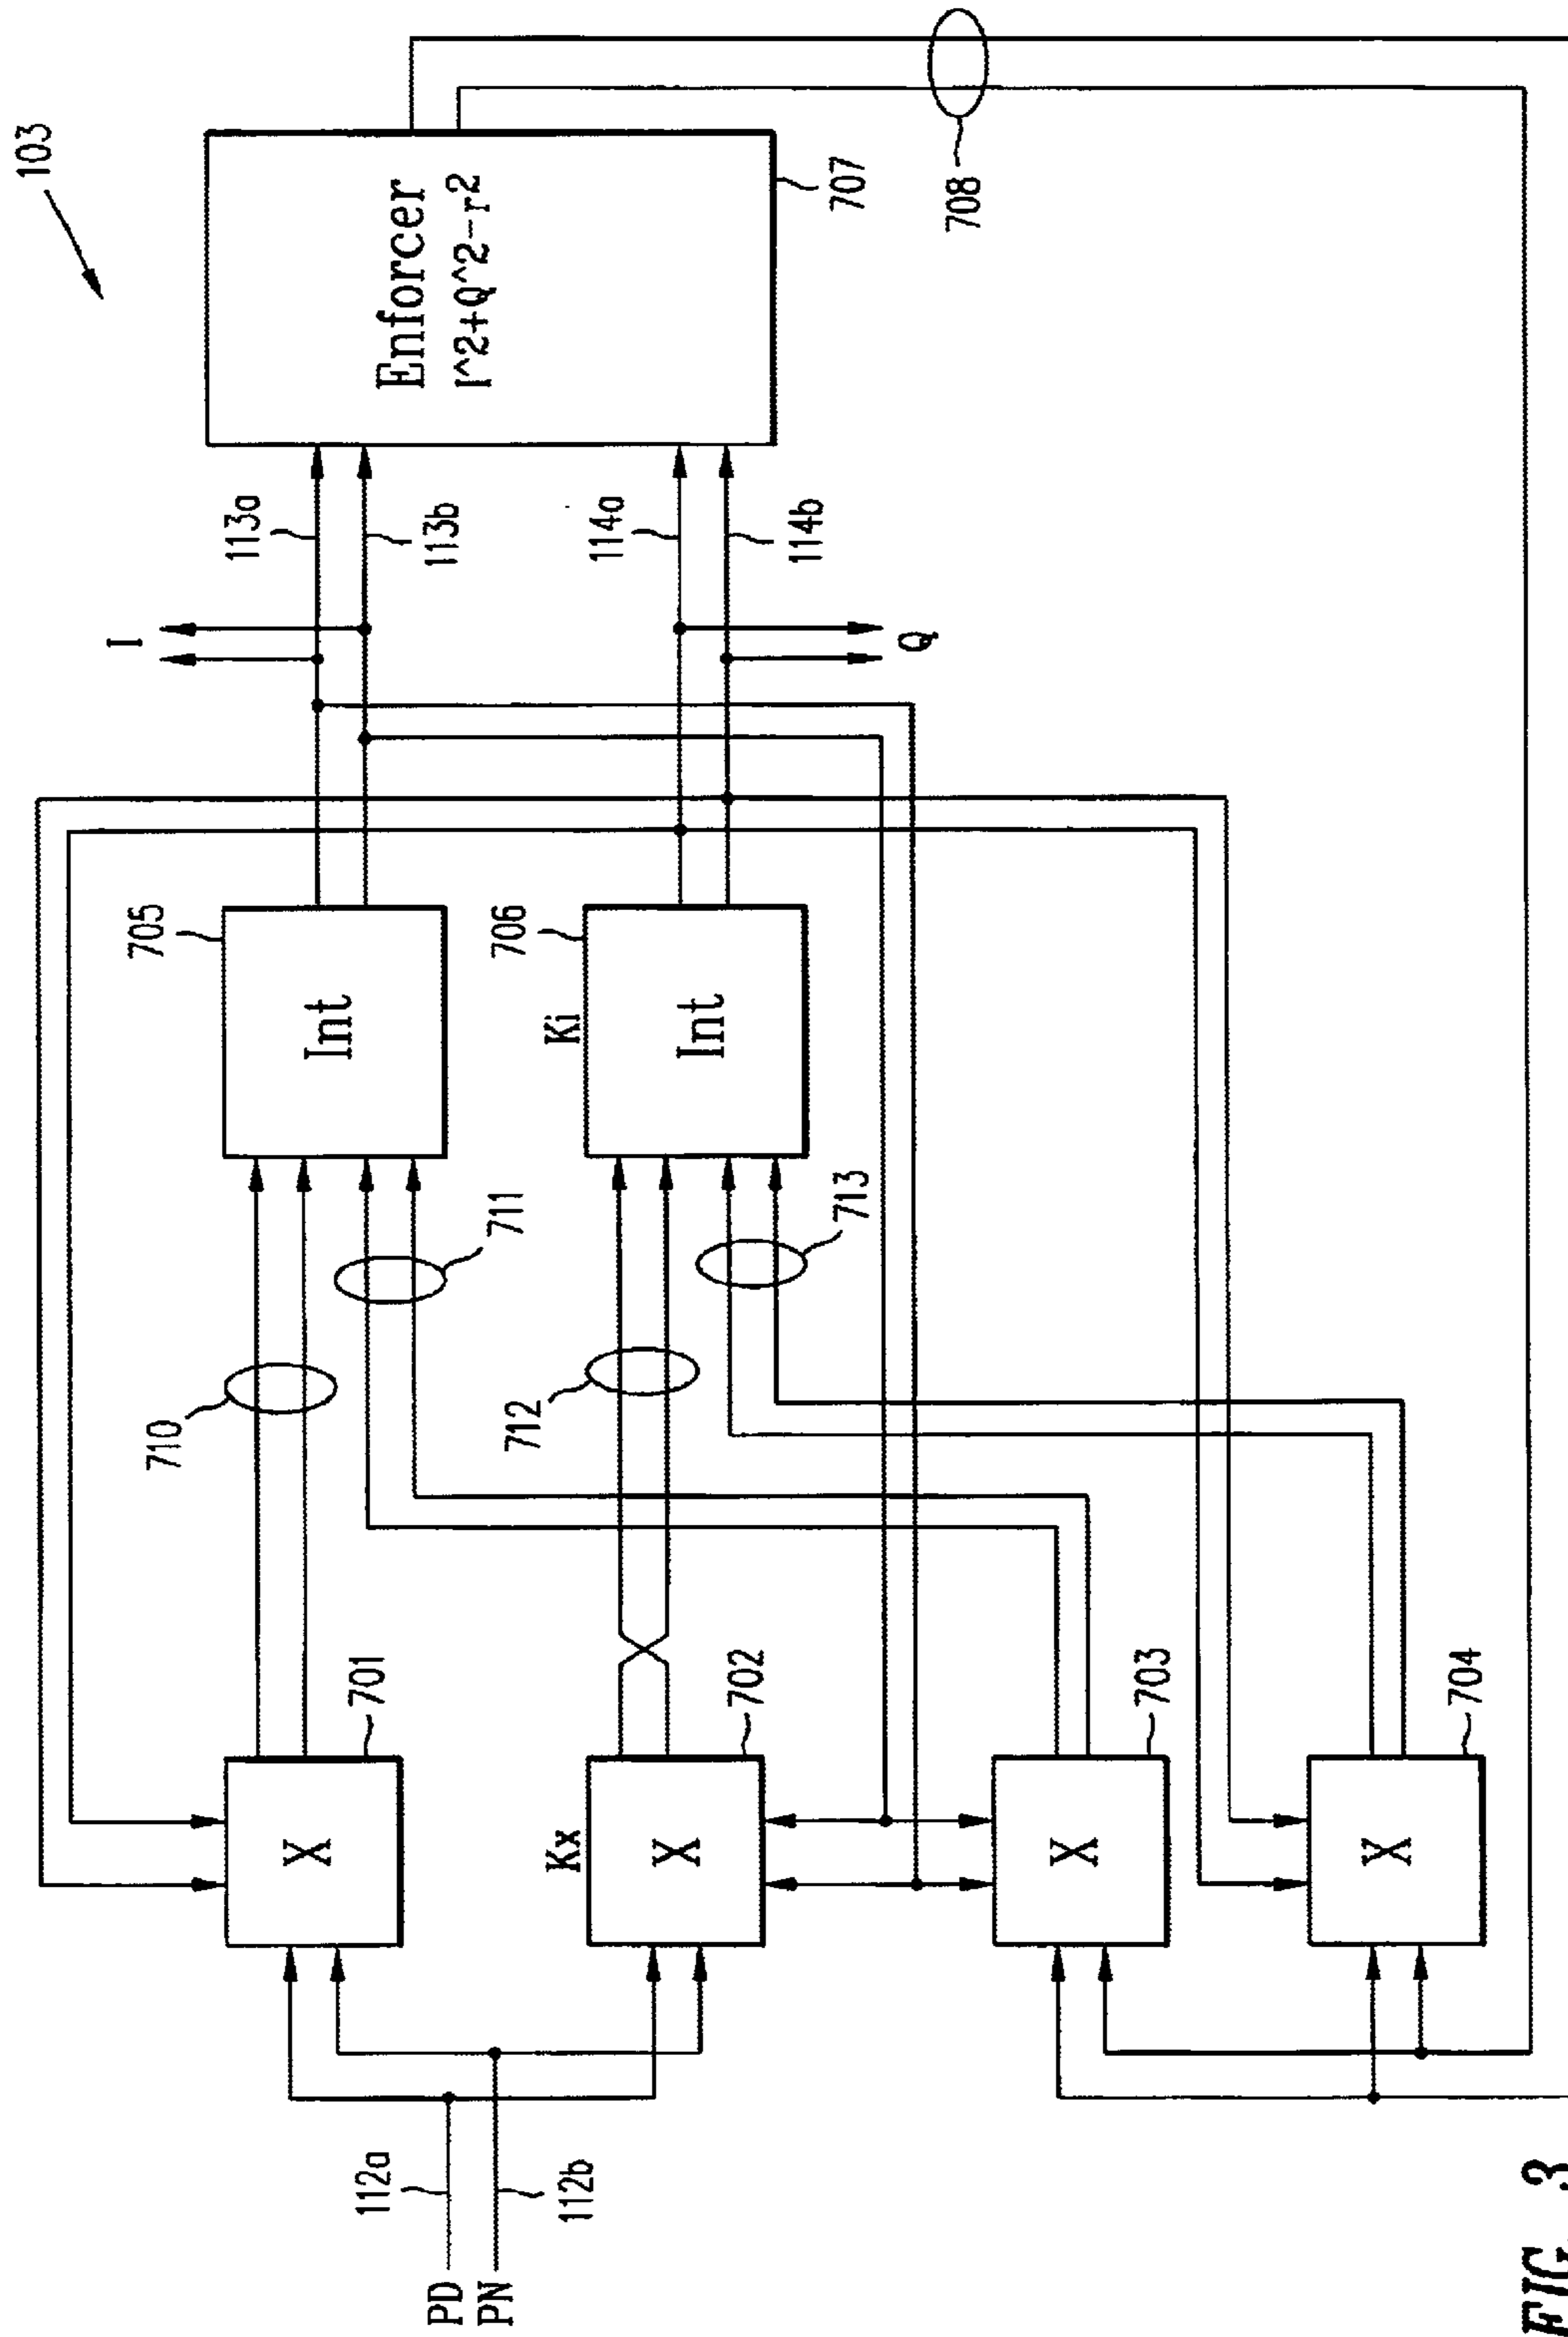 103
I
Q
113a
113b
114a
114b
Enforcer
I^2+Q^2-r2
707
708
705
Int
706
Ki
Int
710
711
712
713
X
701
Kx
X
702
X
703
X
704
PD
PN
112a
112b
FIG. 3